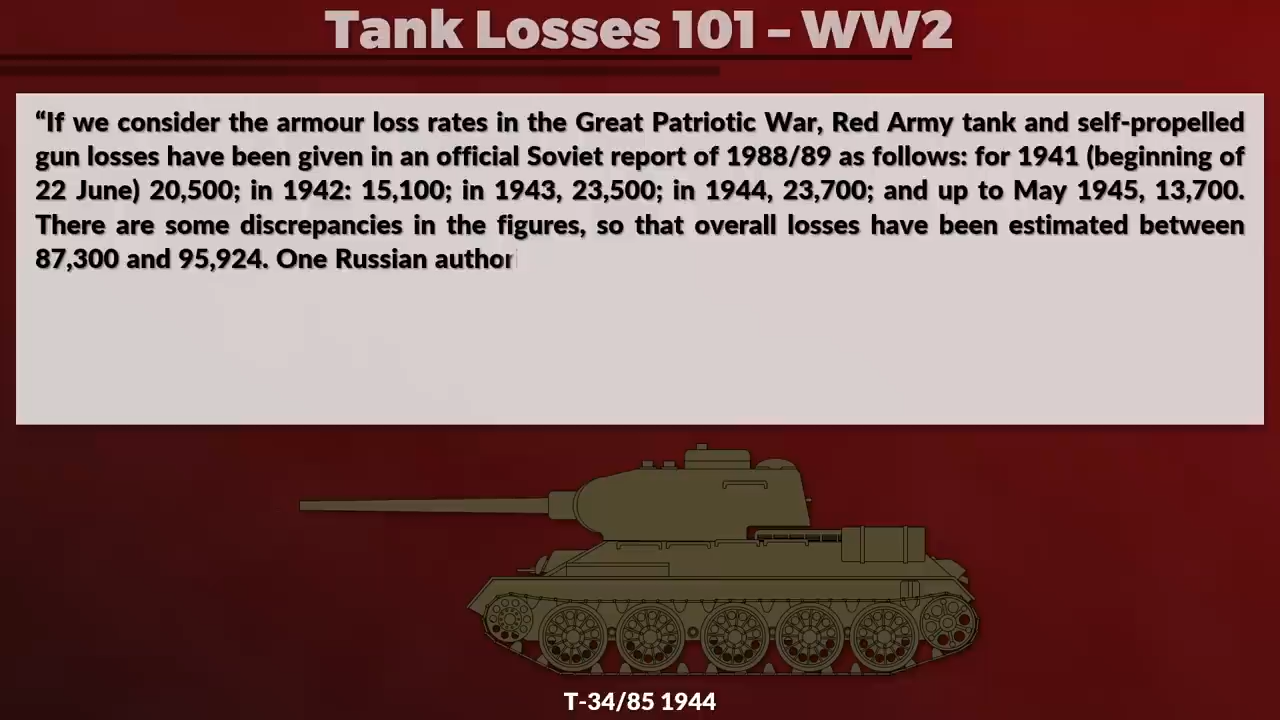 Tank Losses 101 – WW2
“If we consider the armour loss rates in the Great Patriotic War, Red Army tank and self-propelled
gun losses have been given in an official Soviet report of 1988/89 as follows: for 1941 (beginning of
22 June) 20,500; in 1942: 15,100; in 1943, 23,500; in 1944, 23,700; and up to May 1945, 13,700.
There are some discrepancies in the figures, so that overall losses have been estimated between
87,300 and 95,924. One Russian author
T-34/85 1944